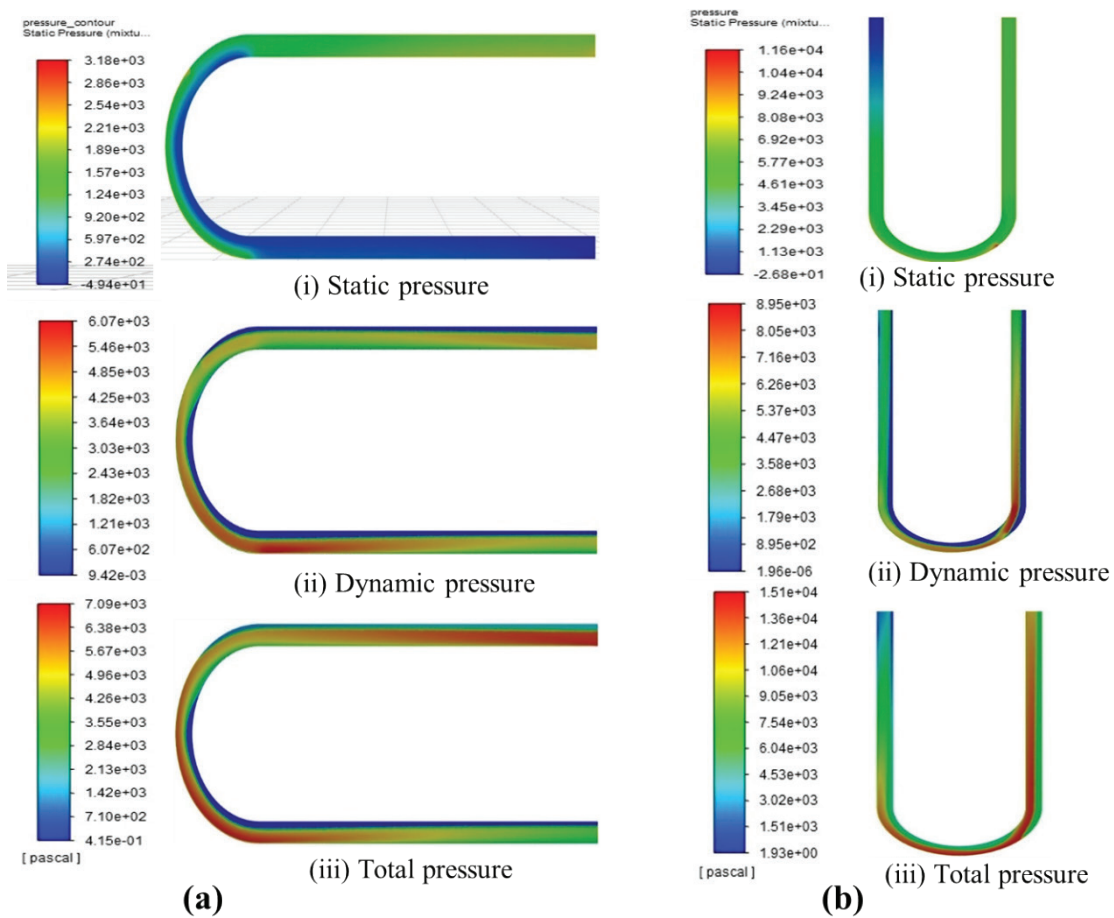 pressure_contour
Static Pressure (mixtu...
3.18e+03
2.86e+03
2.54e+03
2.21e+03
1.89e+03
1.57e+03
1.24e+03
9.20e+02
5.97e+02
2.74e+02
-4.94e+01
(i) Static pressure
6.07e+03
5.46e+03
4.85e+03
4.25e+03
3.64e+03
3.03e+03
2.43e+03
1.82e+03
1.21e+03
6.07e+02
9.42e-03
(ii) Dynamic pressure
7.09e+03
6.38e+03
5.67e+03
4.96e+03
4.26e+03
3.55e+03
2.84e+03
2.13e+03
1.42e+03
7.10e+02
4.15e-01
[ pascal ]
(iii) Total pressure
(a)
pressure
Static Pressure (mixtu...
1.16e+04
1.04e+04
9.24e+03
8.08e+03
6.92e+03
5.77e+03
4.61e+03
3.45e+03
2.29e+03
1.13e+03
-2.68e+01
(i) Static pressure
8.95e+03
8.05e+03
7.16e+03
6.26e+03
5.37e+03
4.47e+03
3.58e+03
2.68e+03
1.79e+03
8.95e+02
1.96e-06
(ii) Dynamic pressure
1.51e+04
1.36e+04
1.21e+04
1.06e+04
9.05e+03
7.54e+03
6.04e+03
4.53e+03
3.02e+03
1.51e+03
1.93e+00
[ pascal ]
(iii) Total pressure
(b)